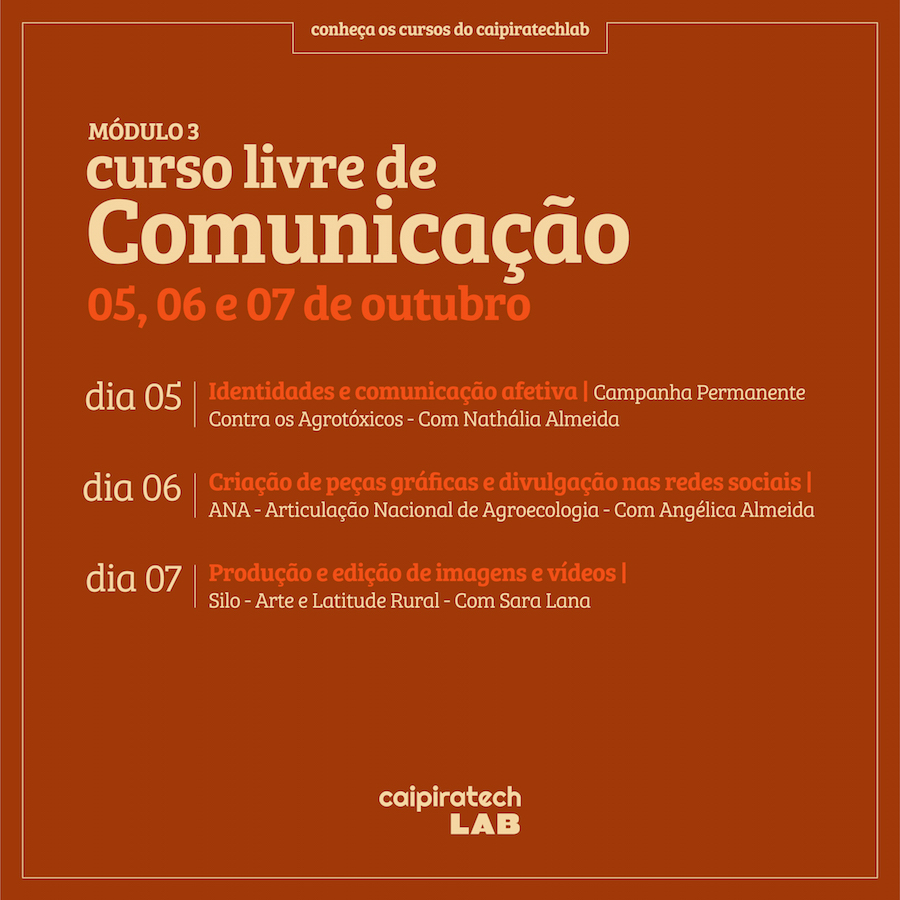 conheça os cursos do caipiratechlab
MÓDULO 3
curso livre de
Comunicação
05, 06 e 07 de outubro
dia 05
Identidades e comunicação afetiva | Campanha Permanente
Contra os Agrotóxicos - Com Nathália Almeida
dia 06
Criação de peças gráficas e divulgação nas redes sociais |
ANA - Articulação Nacional de Agroecologia - Com Angélica Almeida
dia 07
Produção e edição de imagens e vídeos |
Silo - Arte e Latitude Rural - Com Sara Lana
caipiratech
LAB